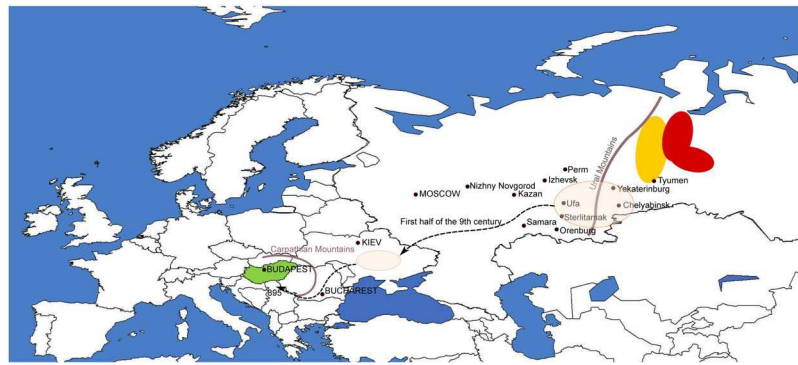 Ural Mountains
Perm
Izhevsk
Tyumen
Nizhny Novgorod
Yekaterinburg
MOSCOW
Kazan
Ufa
Chelyabinsk
First half of the 9th century
Sterlitamak
Samara
Orenburg
KIEV
Carpathian Mountains
BUDAPEST
895
BUCHAREST